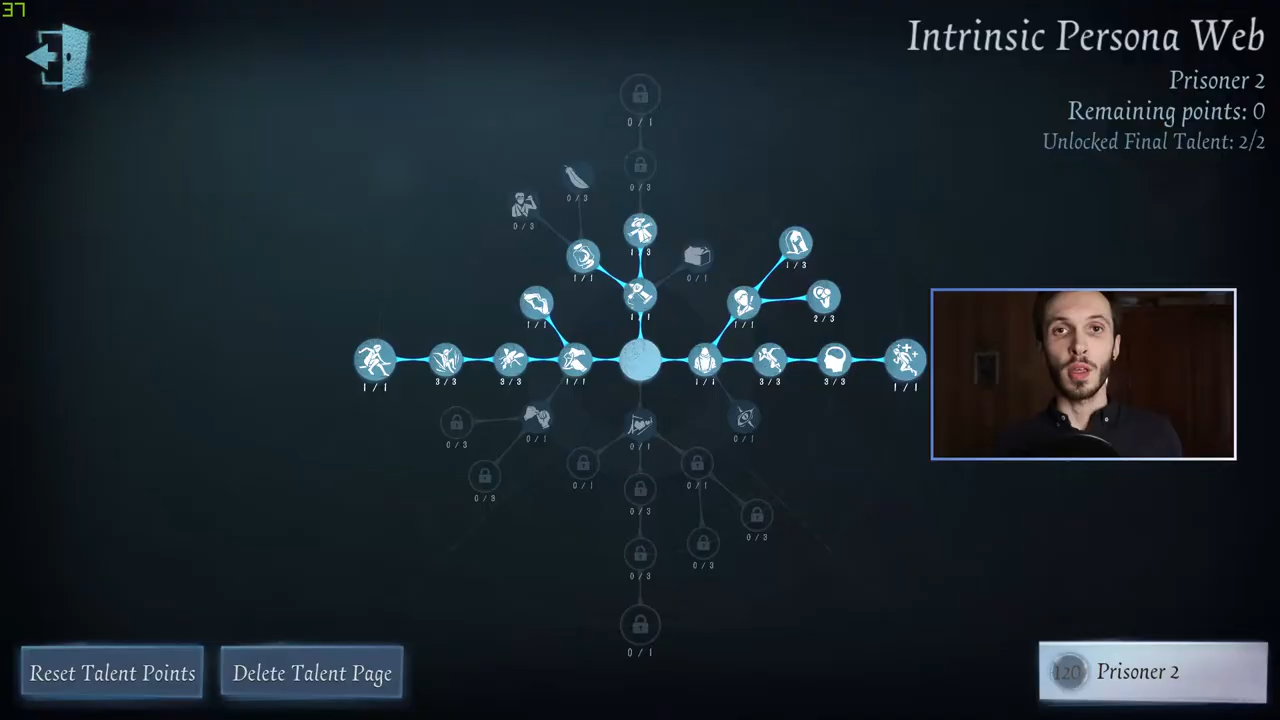 37
Intrinsic Persona Web
Prisoner 2
Remaining points: 0
Unlocked Final Talent: 2/2
0 / 1
0 / 3
0 / 3
0 / 3
1 / 3
1 / 1
0 / 1
1 / 3
1 / 1
1 / 1
1 / 1
2 / 3
1 / 1
3 / 3
3 / 3
1 / 1
1 / 1
3 / 3
3 / 3
1 / 1
0 / 3
0 / 1
0 / 1
0 / 1
0 / 3
0 / 1
0 / 1
0 / 3
0 / 3
0 / 3
0 / 3
0 / 1
Reset Talent Points
Delete Talent Page
120 Prisoner 2